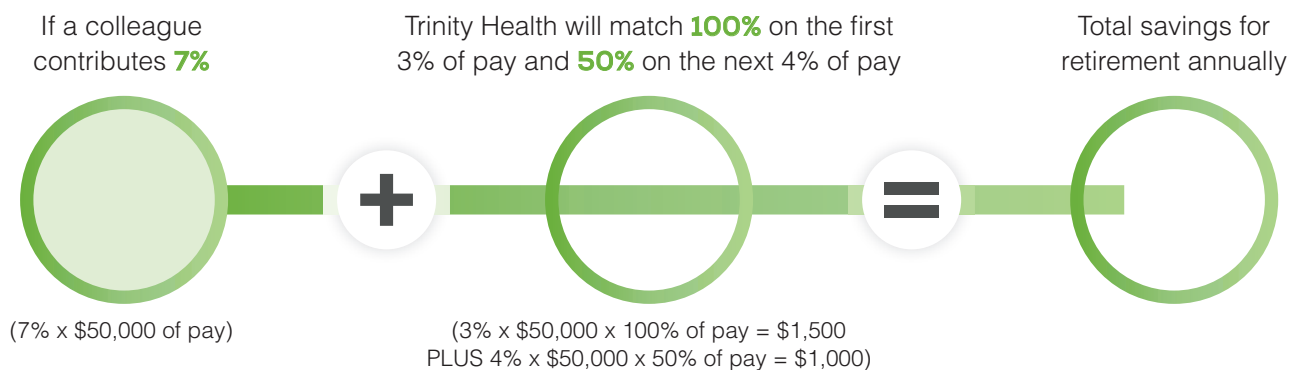 If a colleague
contributes 7%
Trinity Health will match 100% on the first
3% of pay and 50% on the next 4% of pay
Total savings for
retirement annually
+
=
(7% x $50,000 of pay)
(3% x $50,000 x 100% of pay = $1,500
PLUS 4% x $50,000 x 50% of pay = $1,000)